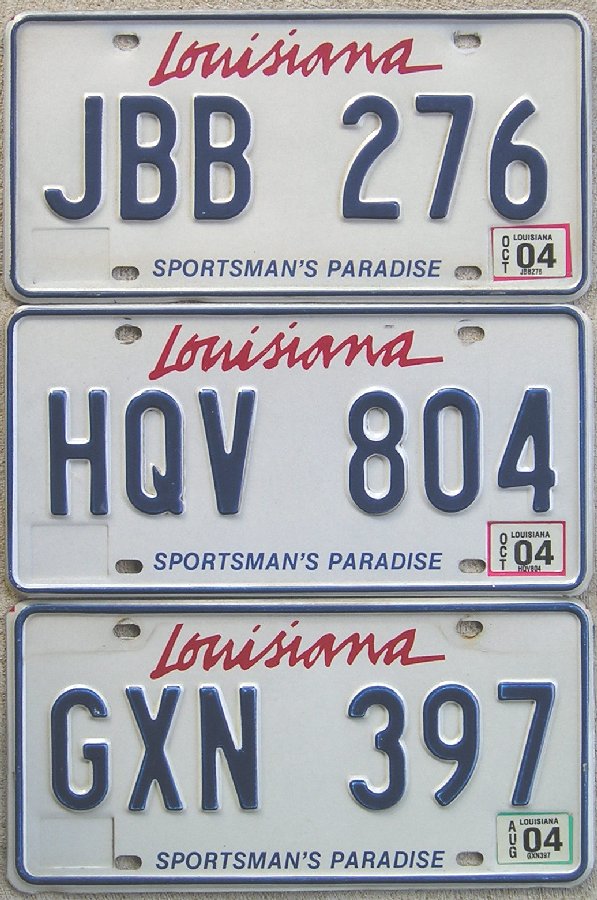 Louisiana
JBB 276
OCT LOUISIANA 04 JBB276
SPORTSMAN'S PARADISE
Louisiana
HQV 804
OCT LOUISIANA 04 HQV804
SPORTSMAN'S PARADISE
Louisiana
GXN 397
AUG LOUISIANA 04 GXN397
SPORTSMAN'S PARADISE